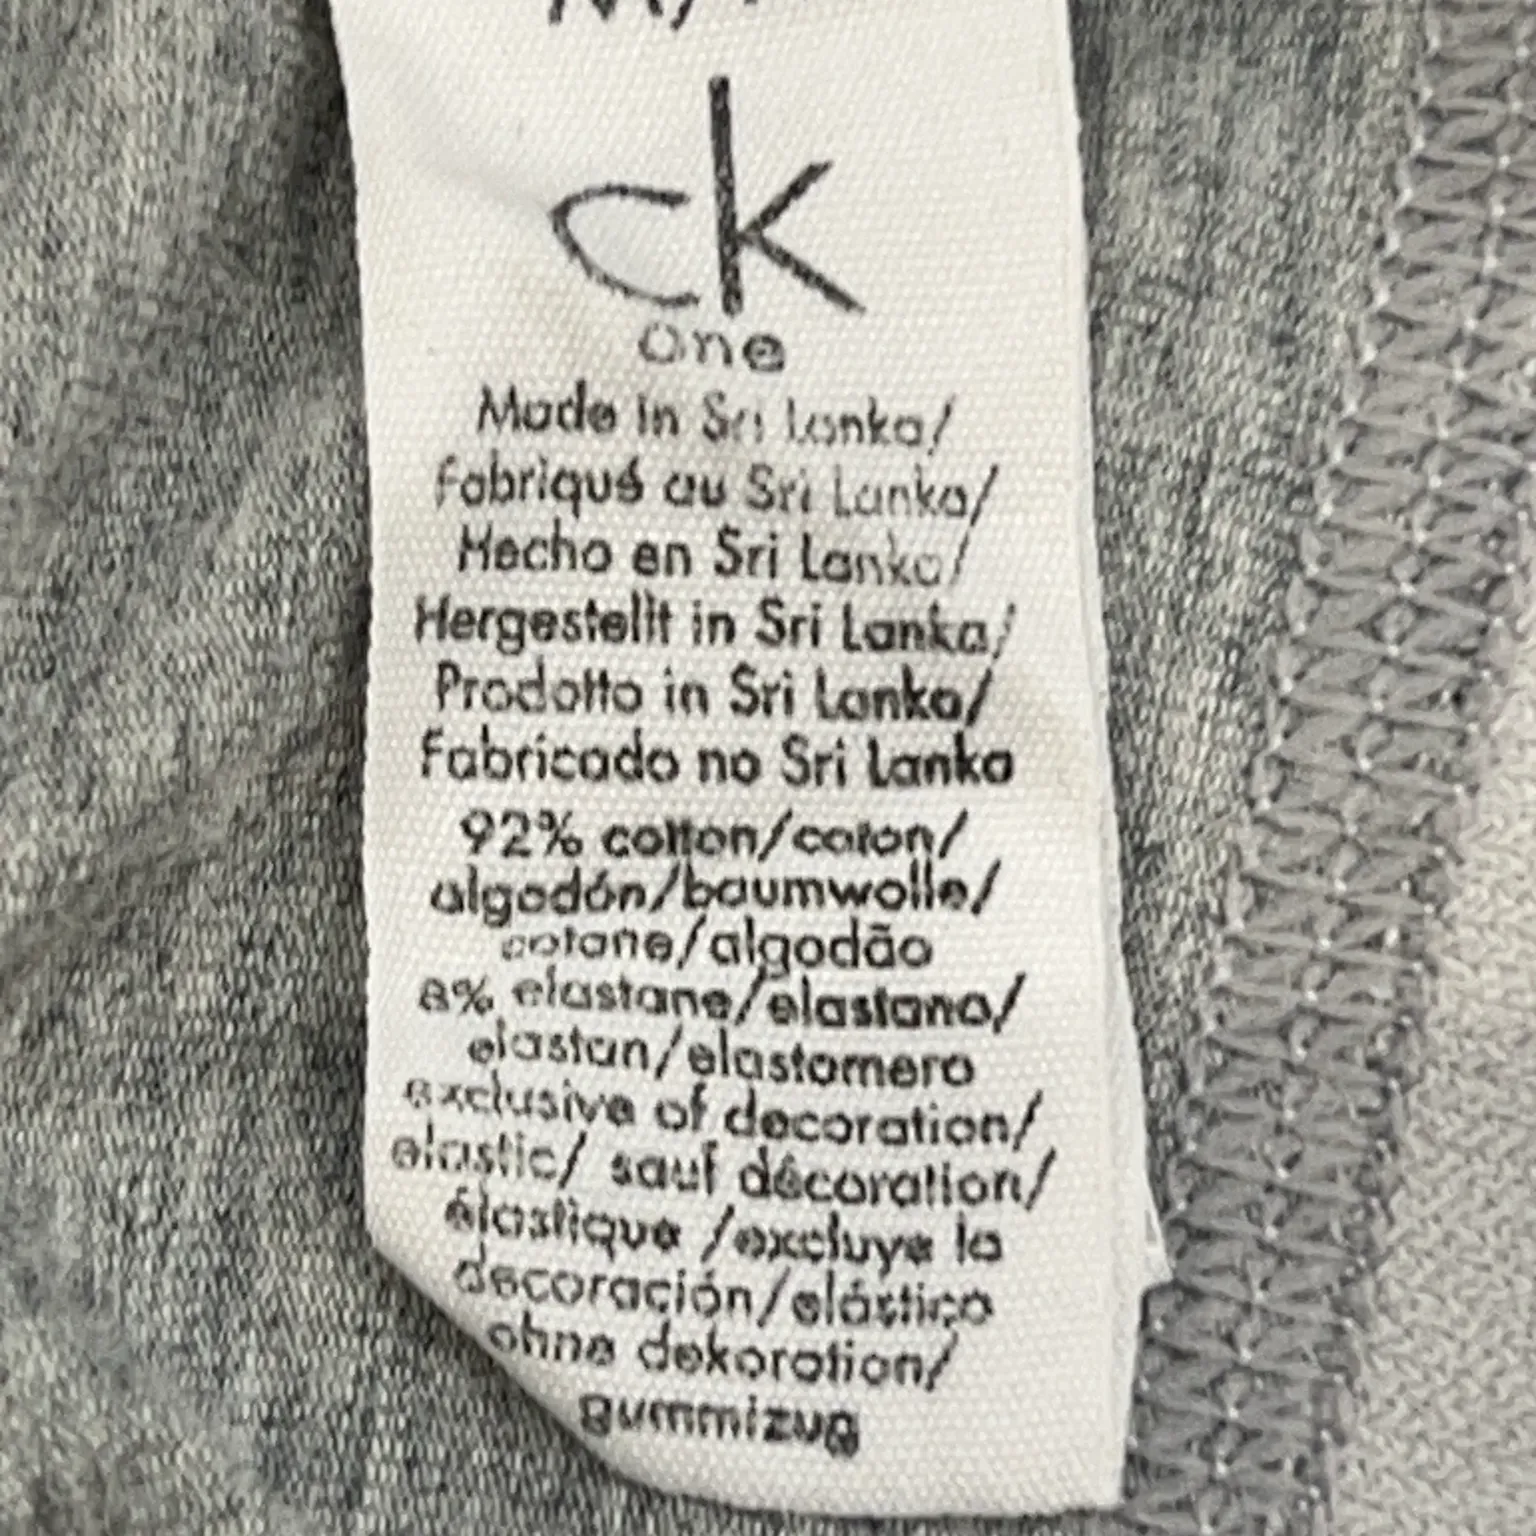 ck
one
Made in Sri Lanka/
Fabriqué au Sri Lanka/
Hecho en Sri Lanka/
Hergestellt in Sri Lanka/
Prodotto in Sri Lanka/
Fabricado no Sri Lanka
92% cotton/coton/
algodón/baumwolle/
cotone/algodão
8% elastane/elastano/
elastan/elastomero
exclusive of decoration/
elastic/ sauf décoration/
élastique /excluye la
decoración/elástico
ohne dekoration/
gummizug